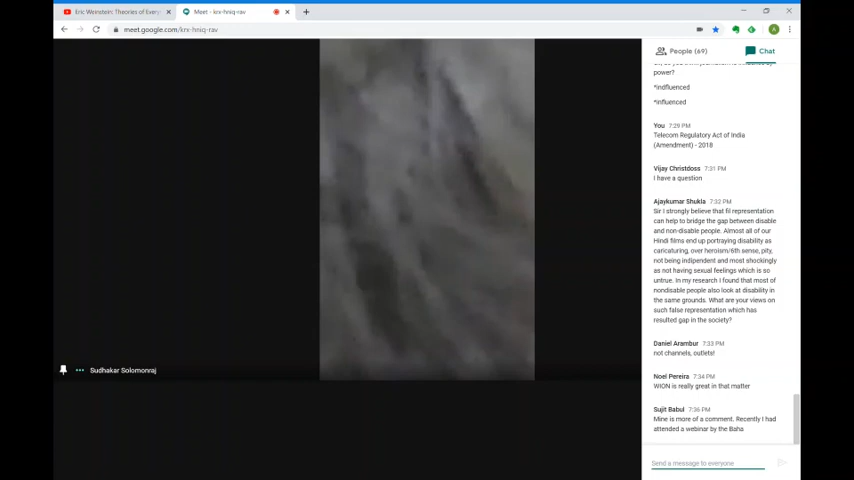 Eric Weinstein: Theories of Every
Meet - knr-hniq-rav
meet.google.com/knr-hniq-rav
A
People (69)
Chat
power?
*indfluenced
*influenced
You 7:29 PM
Telecom Regulatory Act of India
(Amendment) - 2018
Vijay Christdoss 7:31 PM
I have a question
Ajaykumar Shukla 7:32 PM
Sir I strongly believe that fil representation
can help to bridge the gap between disable
and non-disable people. Almost all of our
Hindi films end up portraying disability as
caricaturing, over heroiam/6th sense, pity,
not being indipendent and most shockingly
as not having sexual feelings which is so
untrue. In my research I found that most of
nondisable people also look at disability in
the same grounds. What are your views on
such false representation which has
resulted gap in the society?
Daniel Arambur 7:33 PM
not channels, outlets!
Noel Pereira 7:34 PM
WION is really great in that matter
Sujit Babul 7:36 PM
Mine is more of a comment. Recently I had
attended a webinar by the Baha
Send a message to everyone
Sudhakar Solomonraj